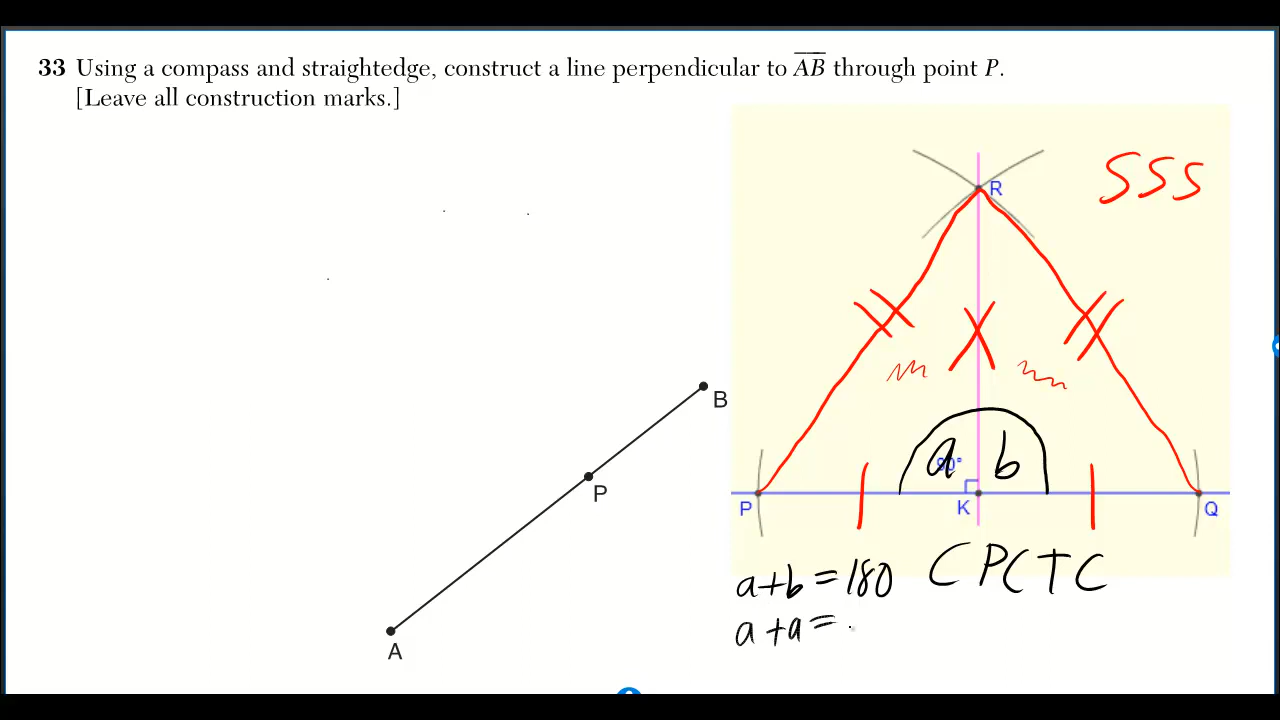 33 Using a compass and straightedge, construct a line perpendicular to AB through point P.
[Leave all construction marks.]
SSS
R
a
b
90°
P
K
Q
B
P
A
CPCTC
a+b=180
a+a=